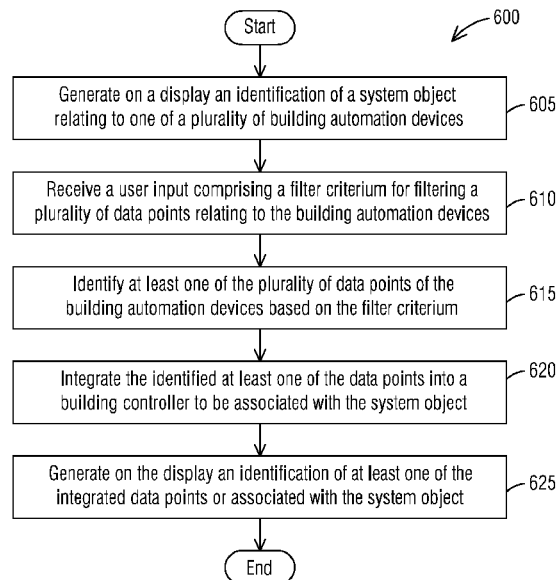 Start
600
Generate on a display an identification of a system object
relating to one of a plurality of building automation devices
605
Receive a user input comprising a filter criterium for filtering a
plurality of data points relating to the building automation devices
610
Identify at least one of the plurality of data points of the
building automation devices based on the filter criterium
615
Integrate the identified at least one of the data points into a
building controller to be associated with the system object
620
Generate on the display an identification of at least one of the
integrated data points or associated with the system object
625
End